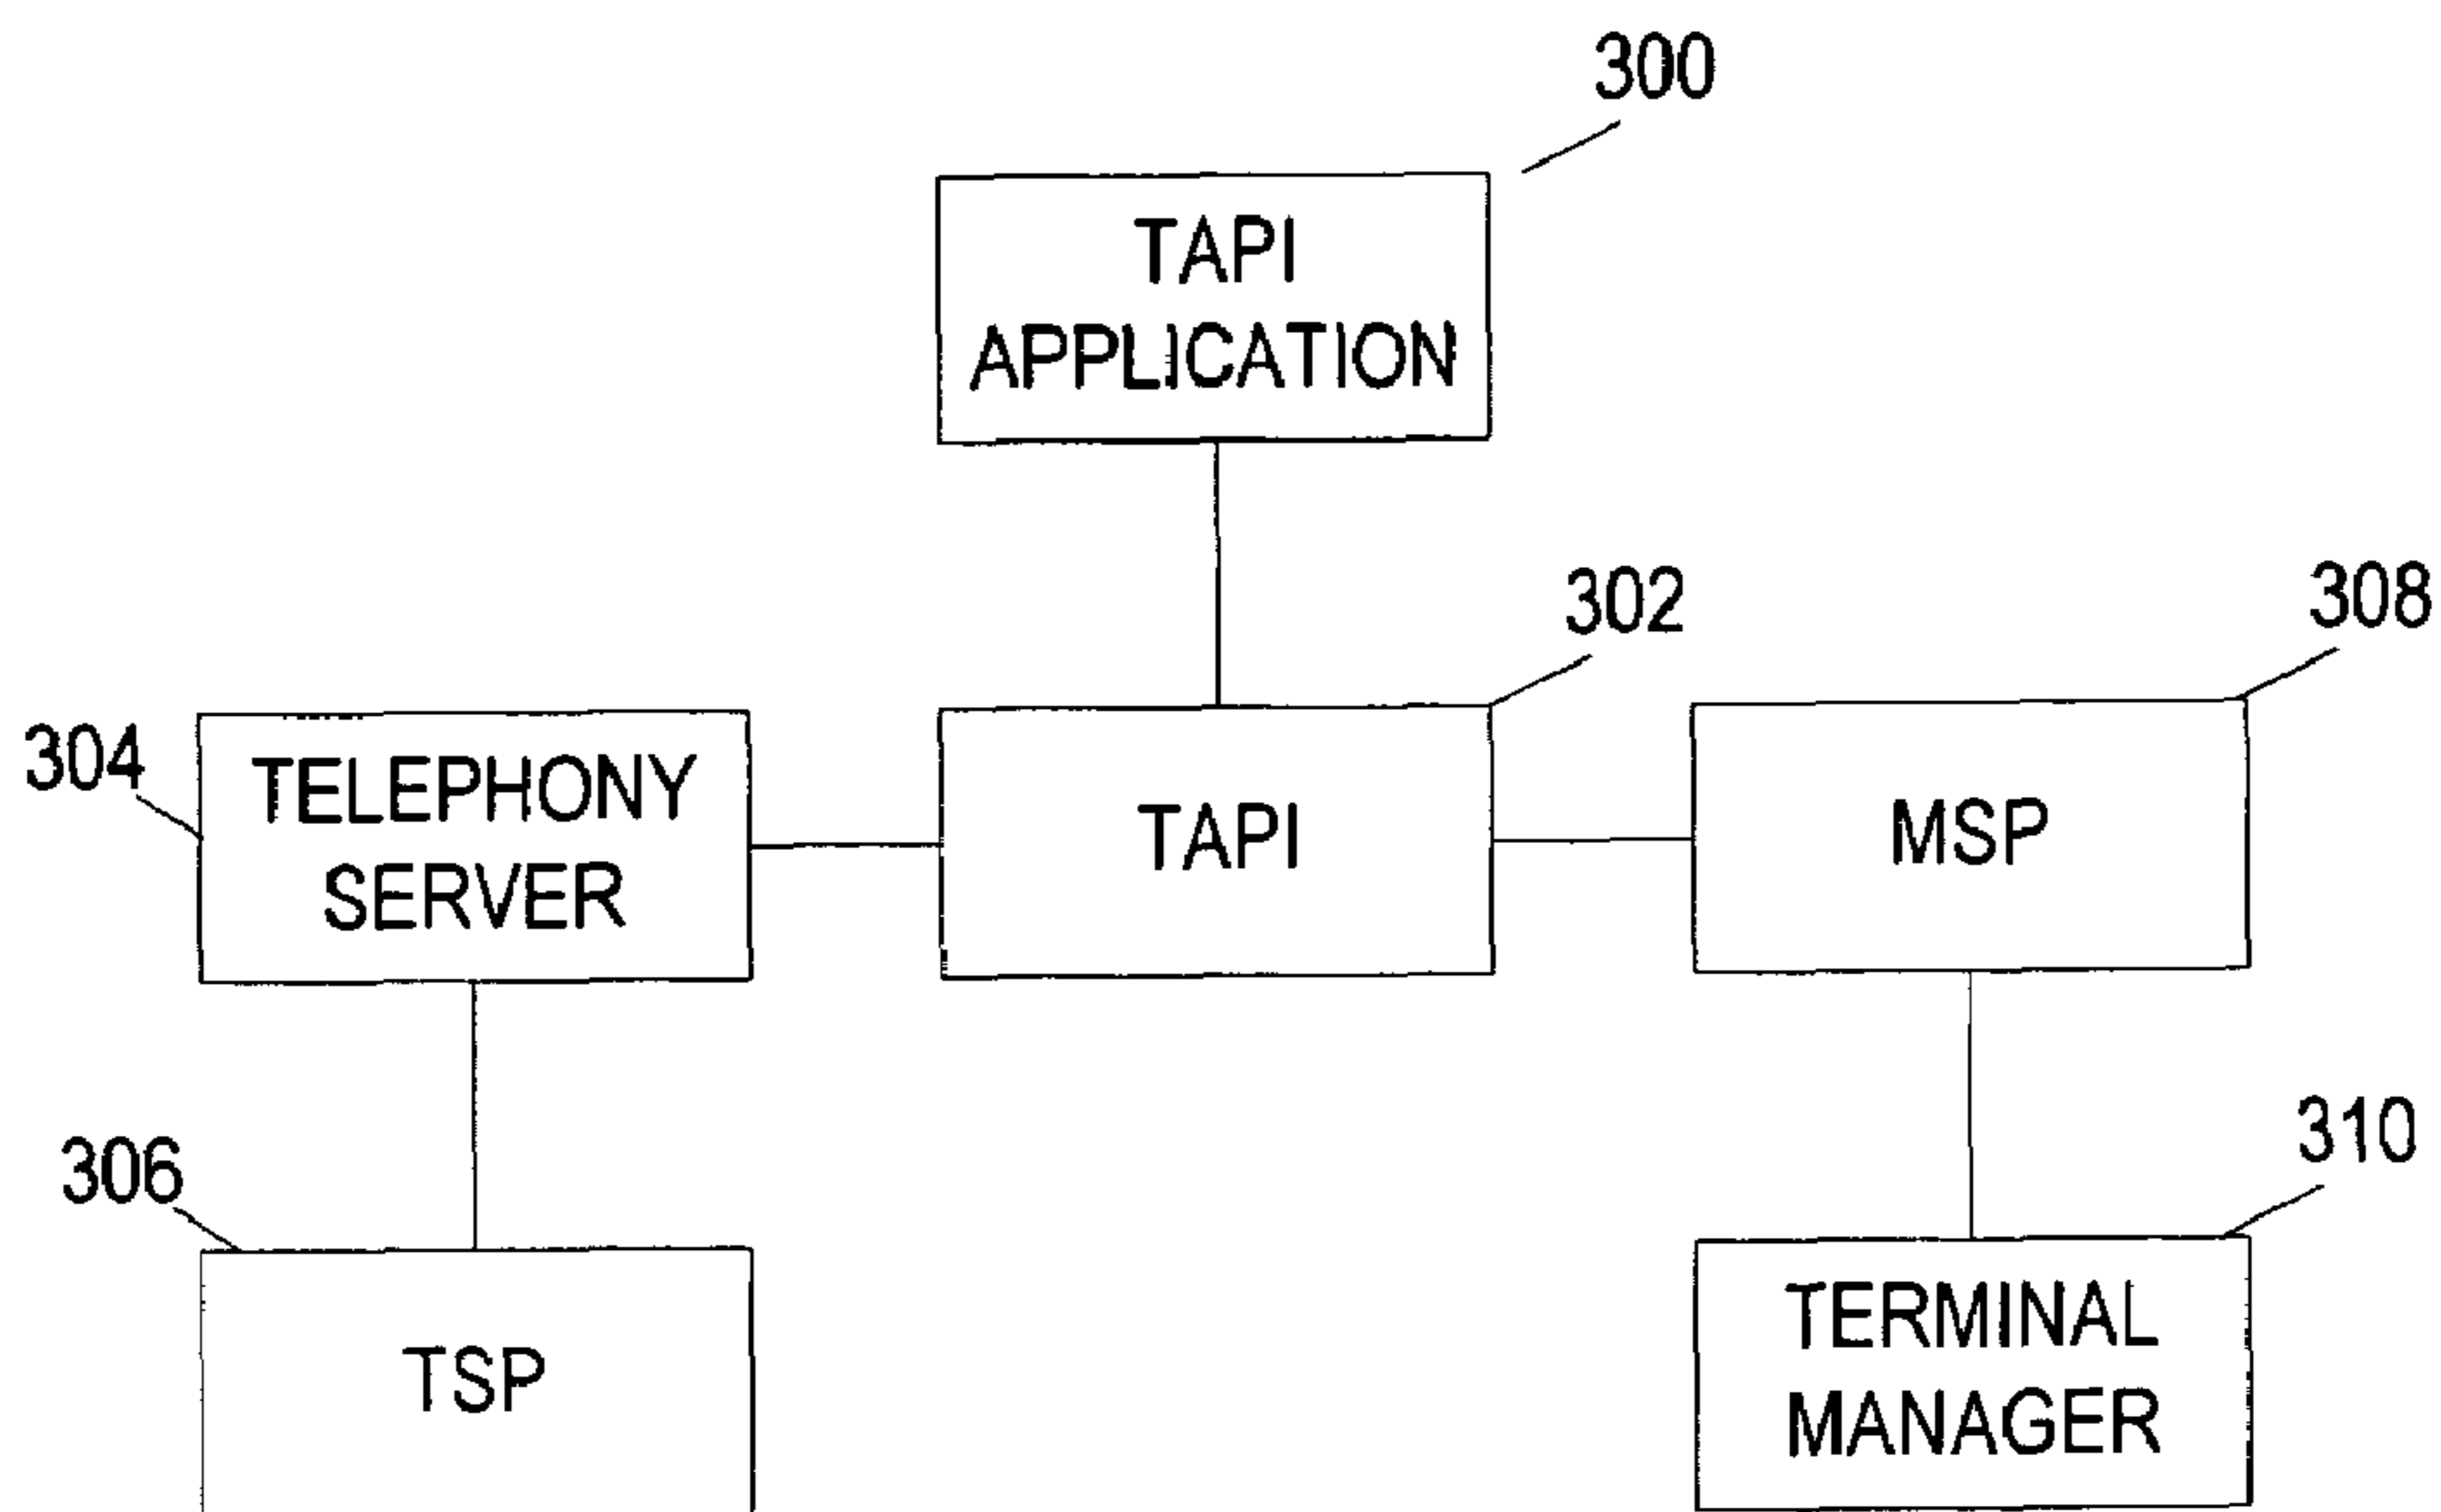 300
TAPI
APPLICATION
302
308
304
TELEPHONY
SERVER
TAPI
MSP
306
310
TSP
TERMINAL
MANAGER